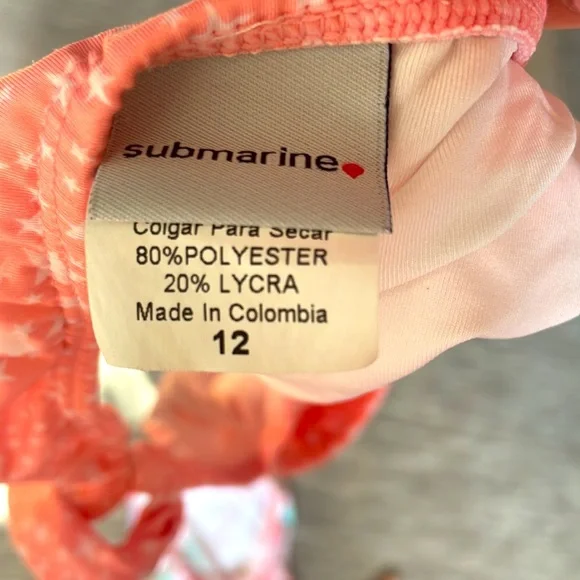 submarine
Colgar Para Secar
80%POLYESTER
20% LYCRA
Made In Colombia
12